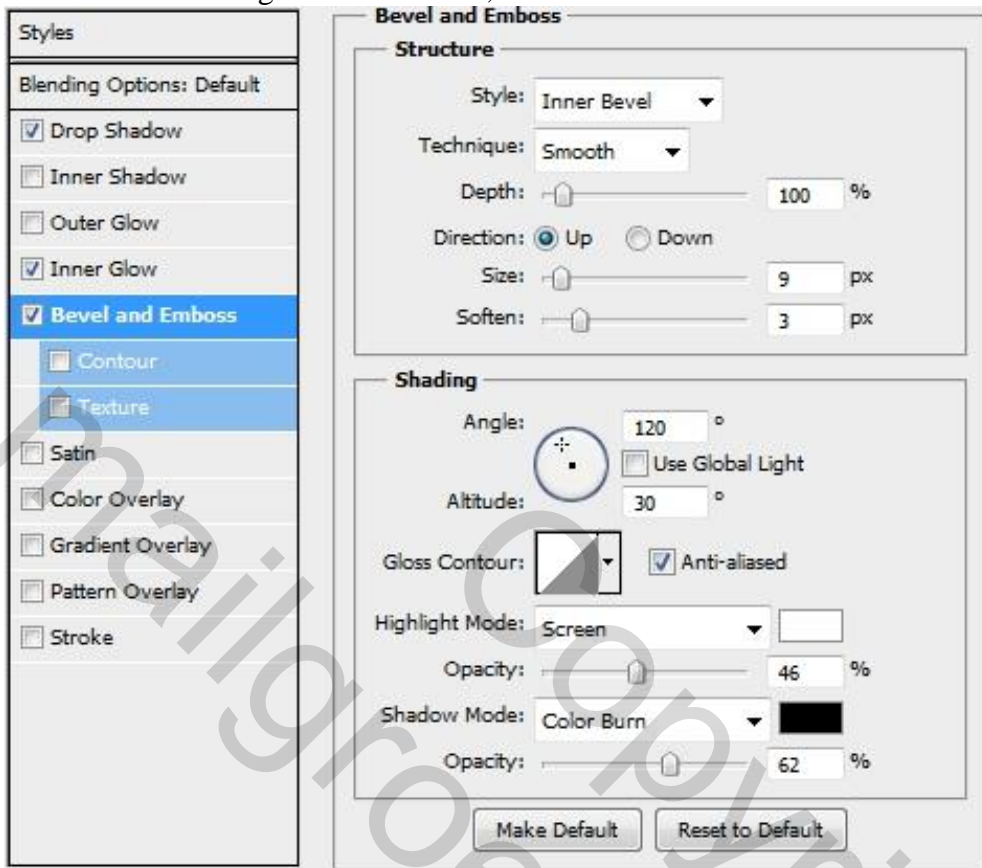 Styles
Blending Options: Default
Drop Shadow
Inner Shadow
Outer Glow
Inner Glow
Bevel and Emboss
Contour
Texture
Satin
Color Overlay
Gradient Overlay
Pattern Overlay
Stroke
Bevel and Emboss
Structure
Style: Inner Bevel
Technique: Smooth
Depth: 100 %
Direction: Up Down
Size: 9 px
Soften: 3 px
Shading
Angle: 120 °
Use Global Light
Altitude: 30 °
Gloss Contour: Anti-aliased
Highlight Mode: Screen
Opacity: 46 %
Shadow Mode: Color Burn
Opacity: 62 %
Make Default Reset to Default